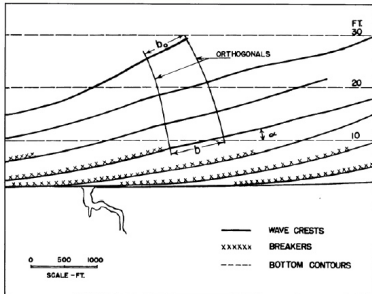 FT.
30
b₀
ORTHOGONALS
20
α
10
b
0 500 1000
SCALE - FT.
WAVE CRESTS
XXXXXX BREAKERS
BOTTOM CONTOURS